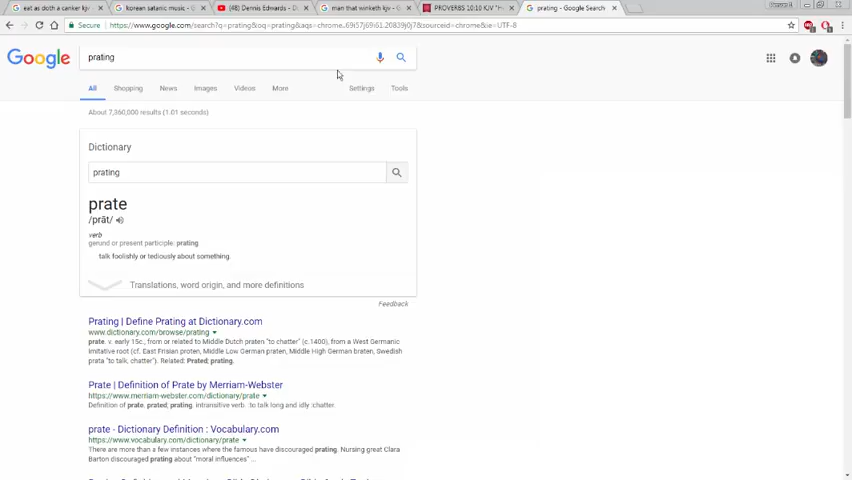 eat as doth a canker kjv
korean satanic music -
(48) Dennis Edwards - D
man that winketh kjv -
PROVERBS 10:10 KJV "H
prating - Google Search
Secure
https://www.google.com/search?q=prating&oq=prating&aqs=chrome..69i57j69i61.20839j0j7&sourceid=chrome&ie=UTF-8
Google
prating
All
Shopping
News
Images
Videos
More
Settings
Tools
About 7,360,000 results (1.01 seconds)
Dictionary
prating
prate
/prāt/
verb
gerund or present participle: prating
talk foolishly or tediously about something.
Translations, word origin, and more definitions
Feedback
Prating | Define Prating at Dictionary.com
www.dictionary.com/browse/prating
prate. v. early 15c., from or related to Middle Dutch praten "to chatter" (c.1400), from a West Germanic
imitative root (cf. East Frisian proten, Middle Low German praten, Middle High German braten, Swedish
prata "to talk, chatter"). Related: Prated; prating.
Prate | Definition of Prate by Merriam-Webster
https://www.merriam-webster.com/dictionary/prate
Definition of prate. prated; prating. intransitive verb. :to talk long and idly :chatter.
prate - Dictionary Definition : Vocabulary.com
https://www.vocabulary.com/dictionary/prate
There are more than a few instances where the famous have discouraged prating. Nursing great Clara
Barton discouraged prating about "moral influences" ...